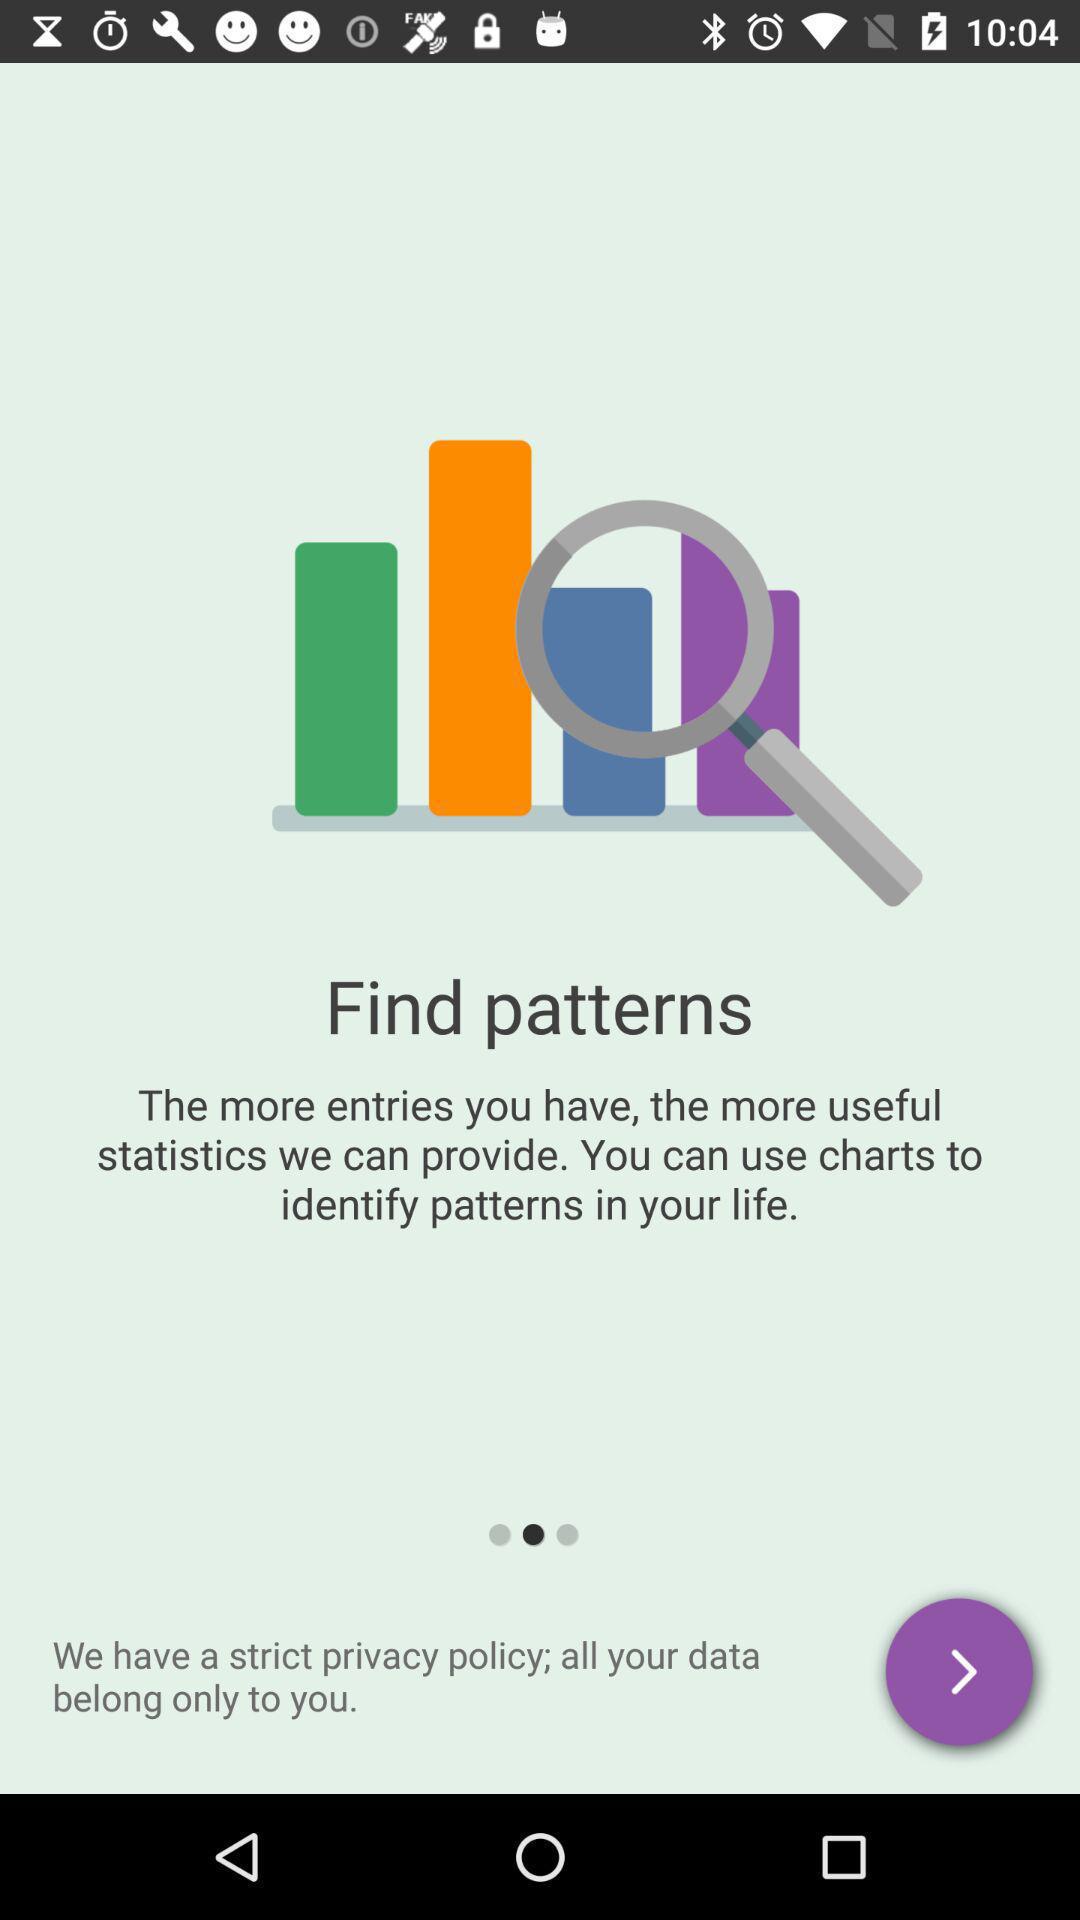 FAKE
10:04
Find patterns
The more entries you have, the more useful
statistics we can provide. You can use charts to
identify patterns in your life.
We have a strict privacy policy; all your data
belong only to you.